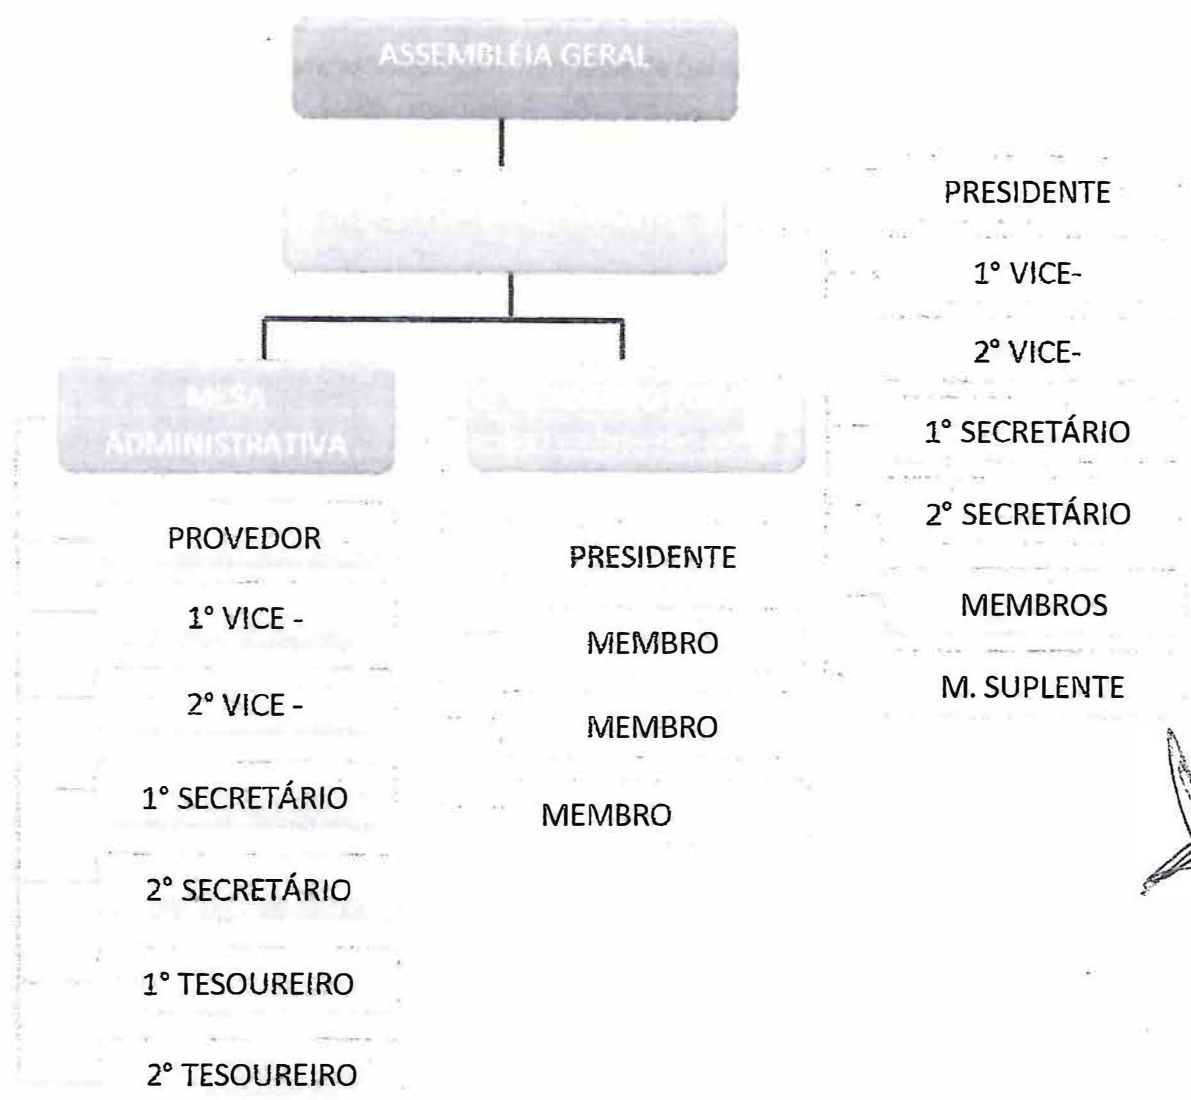 ASSEMBLÉIA GERAL
MESA
ADMINISTRATIVA
PROVEDOR
1° VICE -
2° VICE -
1° SECRETÁRIO
2° SECRETÁRIO
1° TESOUREIRO
2° TESOUREIRO
PRESIDENTE
MEMBRO
MEMBRO
MEMBRO
PRESIDENTE
1° VICE-
2° VICE-
1° SECRETÁRIO
2° SECRETÁRIO
MEMBROS
M. SUPLENTE